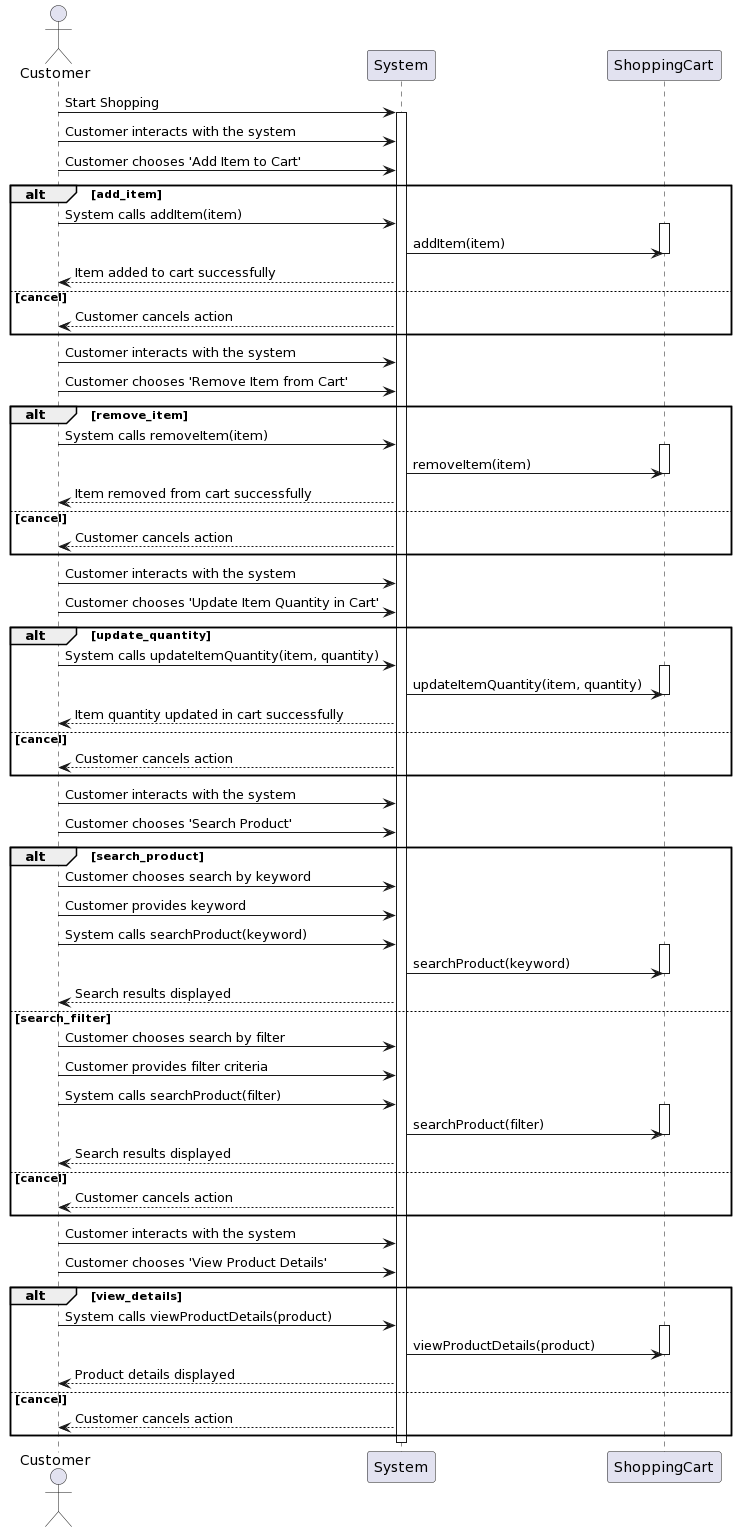 Customer
System
ShoppingCart
Start Shopping
Customer interacts with the system
Customer chooses 'Add Item to Cart'
alt [add_item]
System calls addItem(item)
addItem(item)
Item added to cart successfully
[cancel]
Customer cancels action
Customer interacts with the system
Customer chooses 'Remove Item from Cart'
alt [remove_item]
System calls removeItem(item)
removeItem(item)
Item removed from cart successfully
[cancel]
Customer cancels action
Customer interacts with the system
Customer chooses 'Update Item Quantity in Cart'
alt [update_quantity]
System calls updateItemQuantity(item, quantity)
updateItemQuantity(item, quantity)
Item quantity updated in cart successfully
[cancel]
Customer cancels action
Customer interacts with the system
Customer chooses 'Search Product'
alt [search_product]
Customer chooses search by keyword
Customer provides keyword
System calls searchProduct(keyword)
searchProduct(keyword)
Search results displayed
[search_filter]
Customer chooses search by filter
Customer provides filter criteria
System calls searchProduct(filter)
searchProduct(filter)
Search results displayed
[cancel]
Customer cancels action
Customer interacts with the system
Customer chooses 'View Product Details'
alt [view_details]
System calls viewProductDetails(product)
viewProductDetails(product)
Product details displayed
[cancel]
Customer cancels action
Customer
System
ShoppingCart